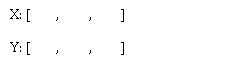 X: [ , , ]
Y: [ , , ]